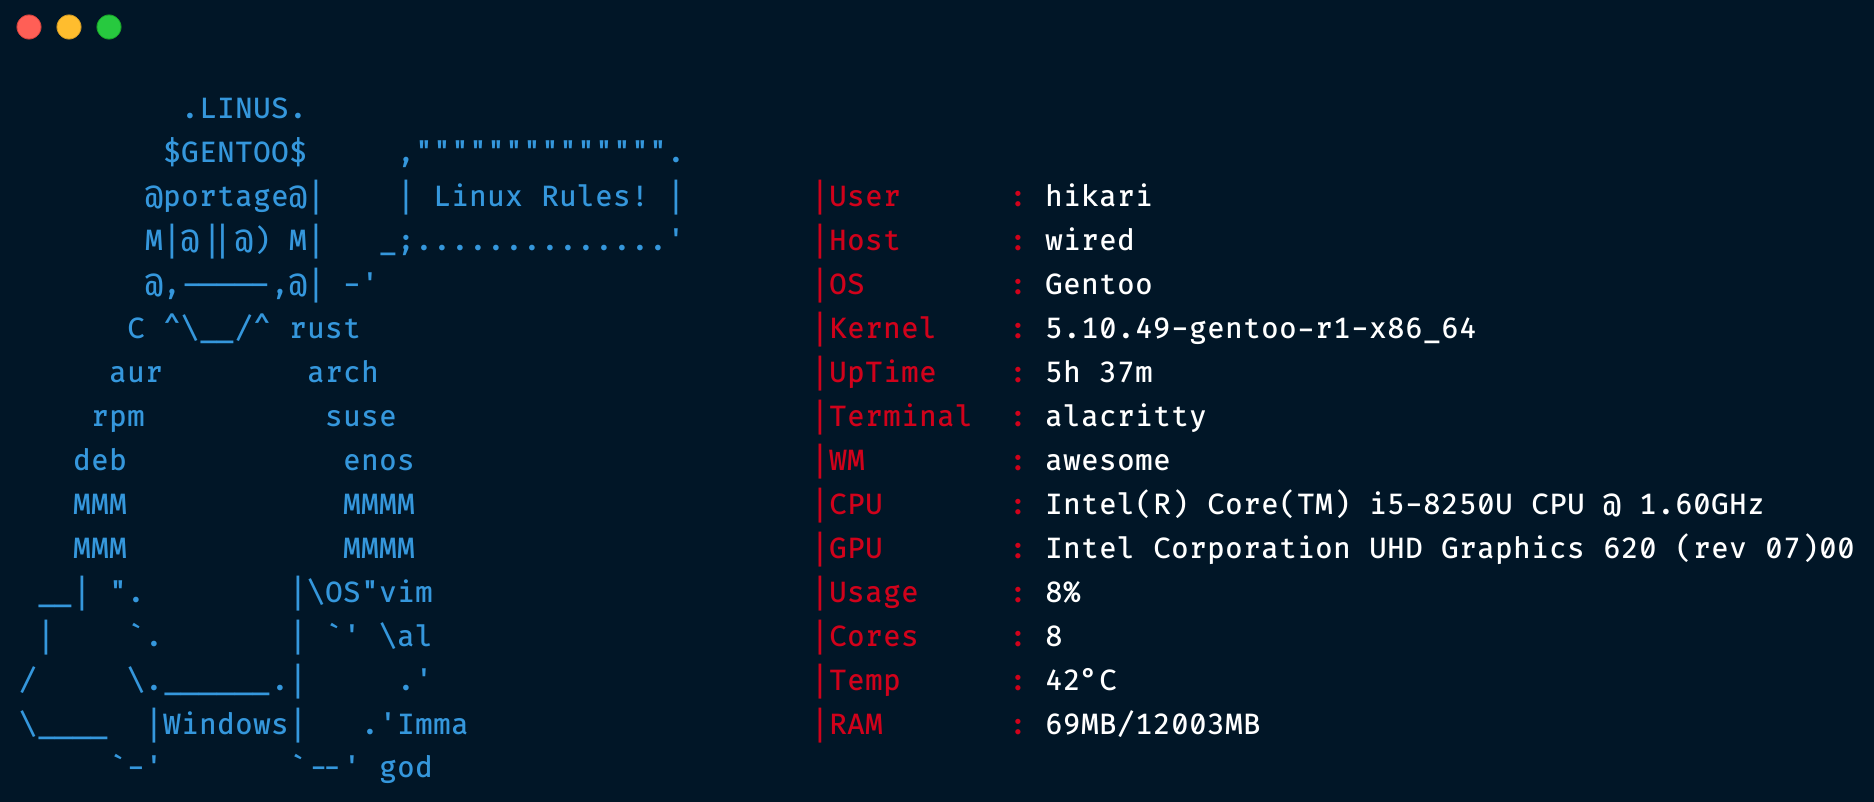 .LINUS.
$GENTOO$ ,"""""""""""""".
@portage@| | Linux Rules! | |User : hikari
M|@||@) M| _;..............' |Host : wired
@,-----,@| -' |OS : Gentoo
C ^\__/^ rust |Kernel : 5.10.49-gentoo-r1-x86_64
aur arch |UpTime : 5h 37m
rpm suse |Terminal : alacritty
deb enos |WM : awesome
MMM MMMM |CPU : Intel(R) Core(TM) i5-8250U CPU @ 1.60GHz
MMM MMMM |GPU : Intel Corporation UHD Graphics 620 (rev 07)00
__| ". |\OS"vim |Usage : 8%
| `. | `' \al |Cores : 8
/ \.______.| .' |Temp : 42°C
\____ |Windows| .'Imma |RAM : 69MB/12003MB
`-' `--' god